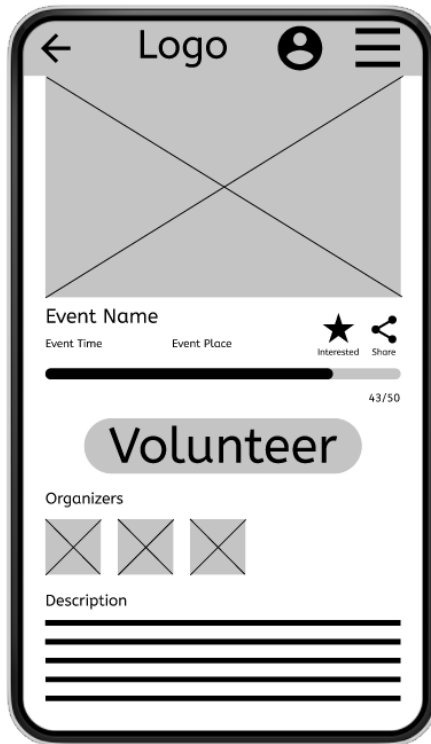 Logo
Event Name
Event Time Event Place
Interested Share
43/50
Volunteer
Organizers
Description